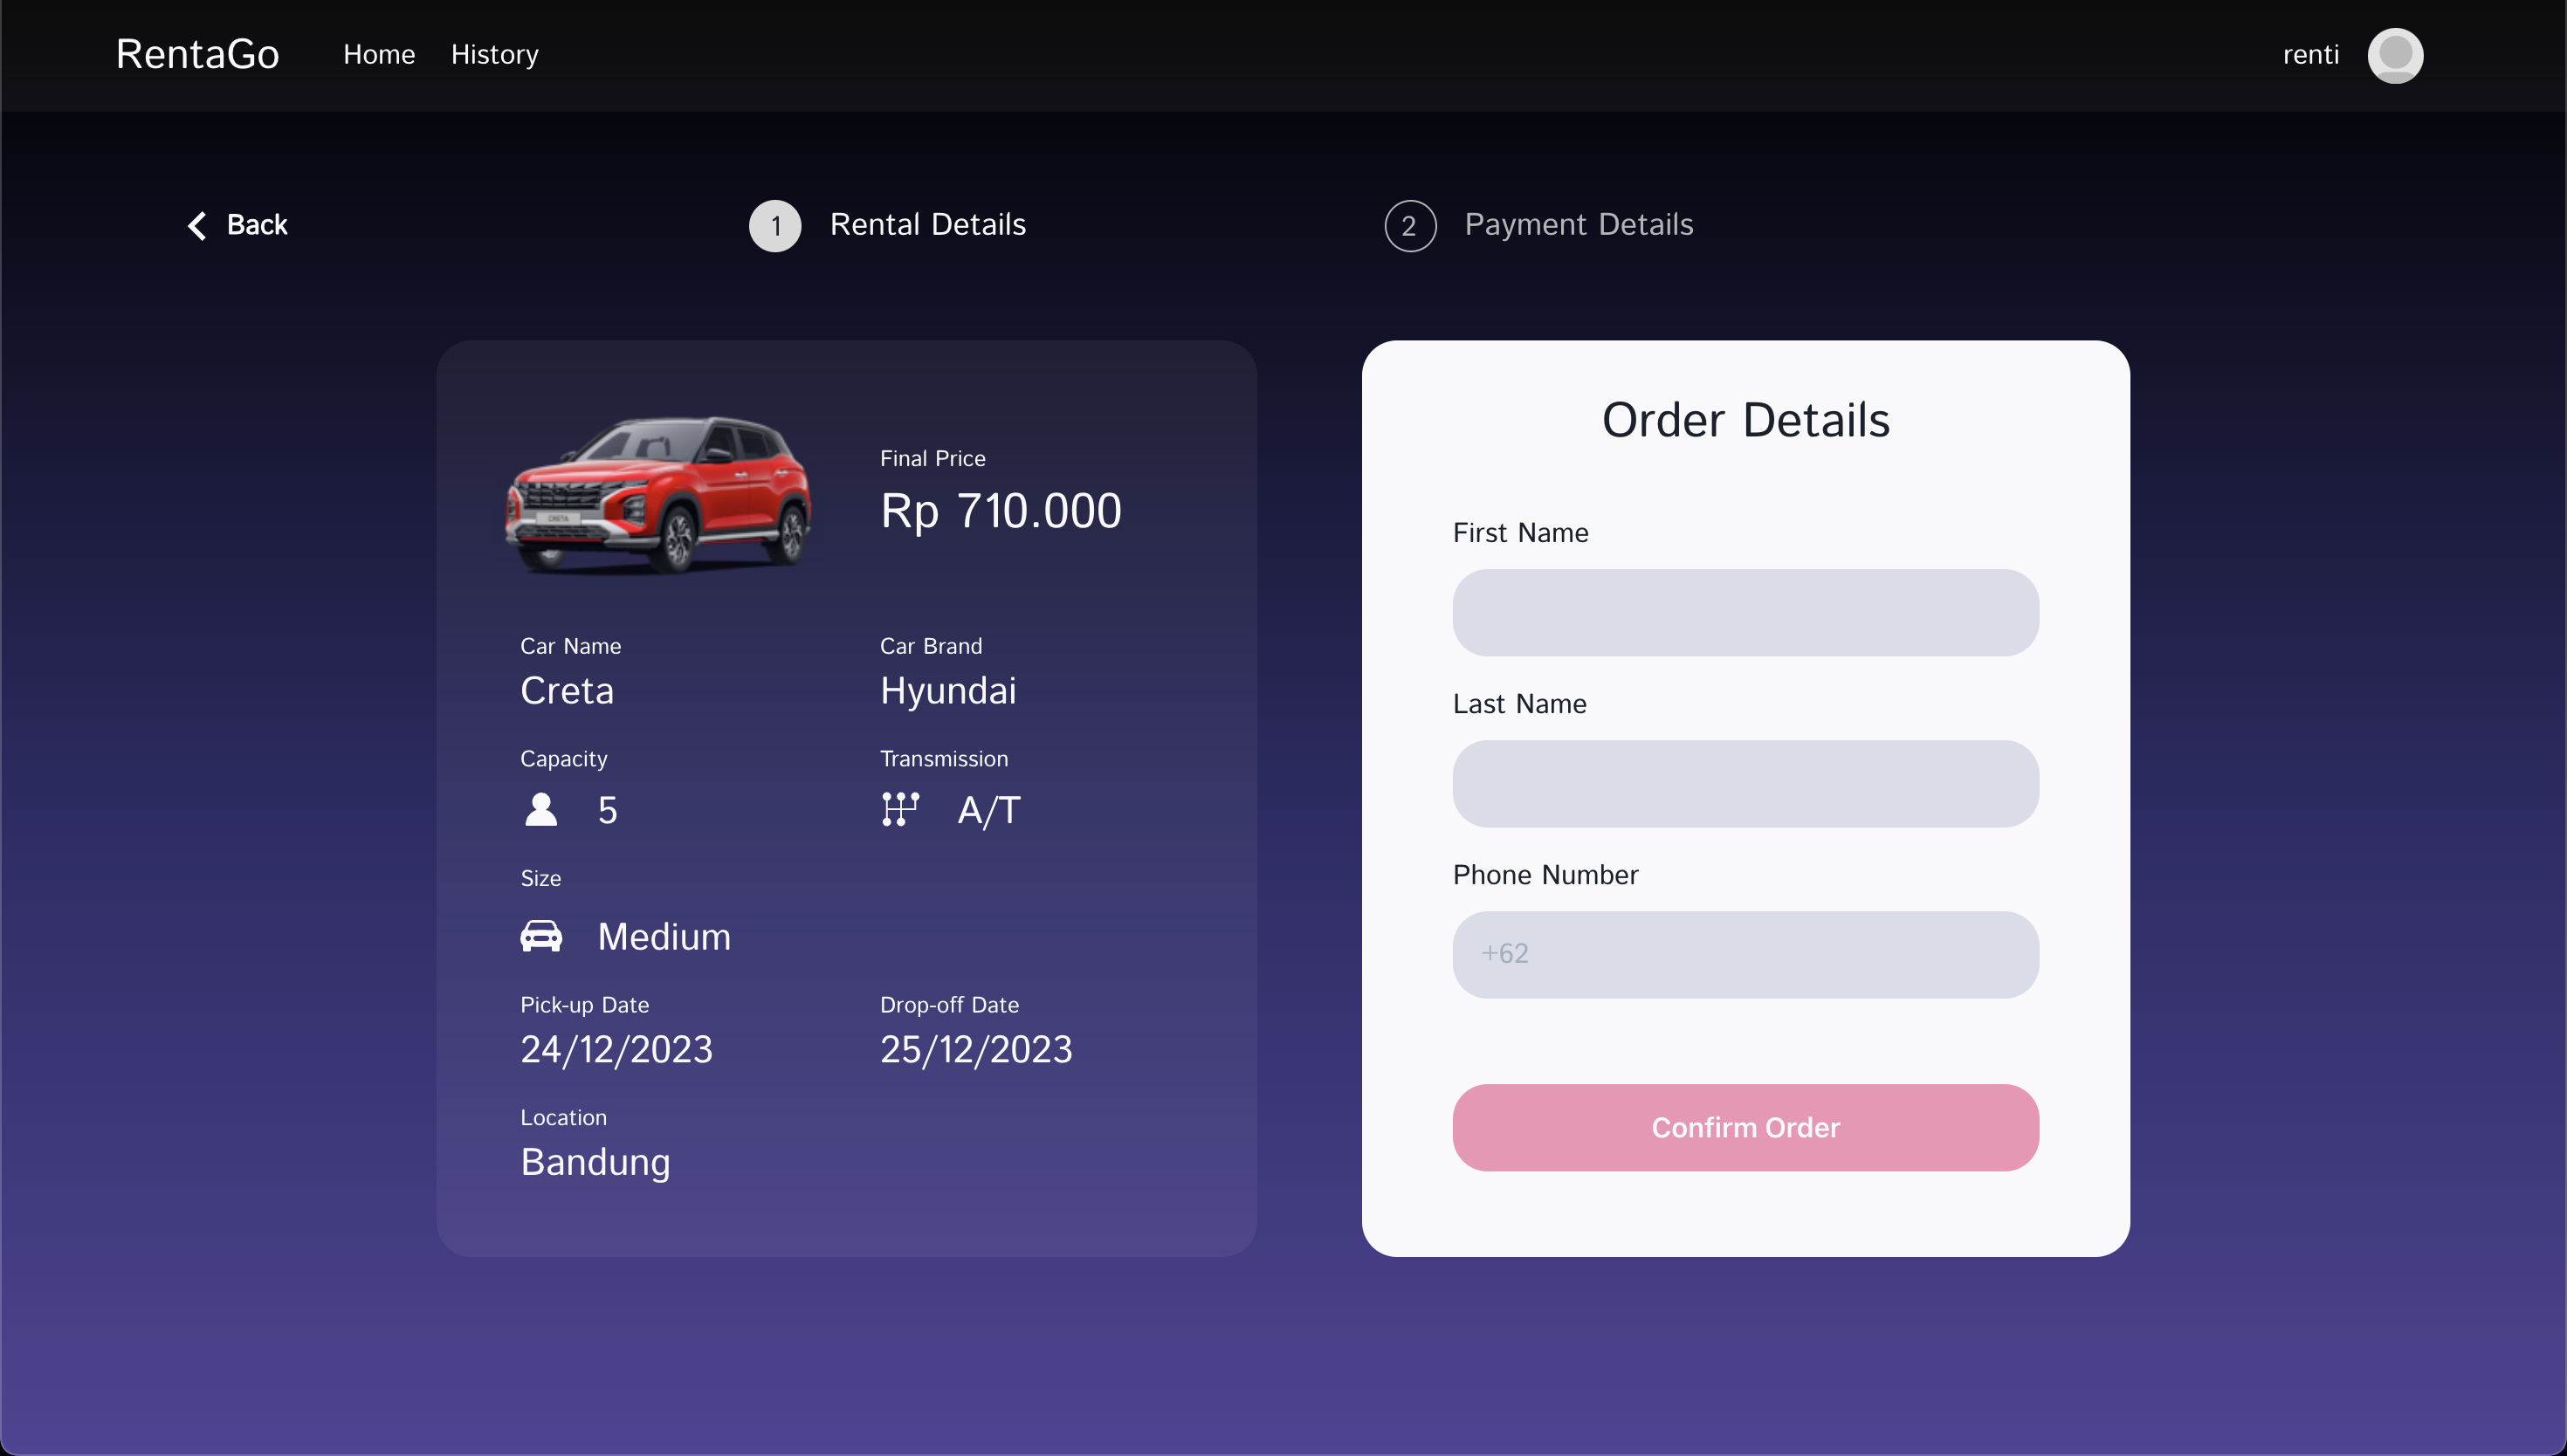 RentaGo
Home
History
renti
Back
1
Rental Details
2
Payment Details
CRETA
Final Price
Rp 710.000
Car Name
Creta
Car Brand
Hyundai
Capacity
5
Transmission
A/T
Size
Medium
Pick-up Date
24/12/2023
Drop-off Date
25/12/2023
Location
Bandung
Order Details
First Name
Last Name
Phone Number
+62
Confirm Order